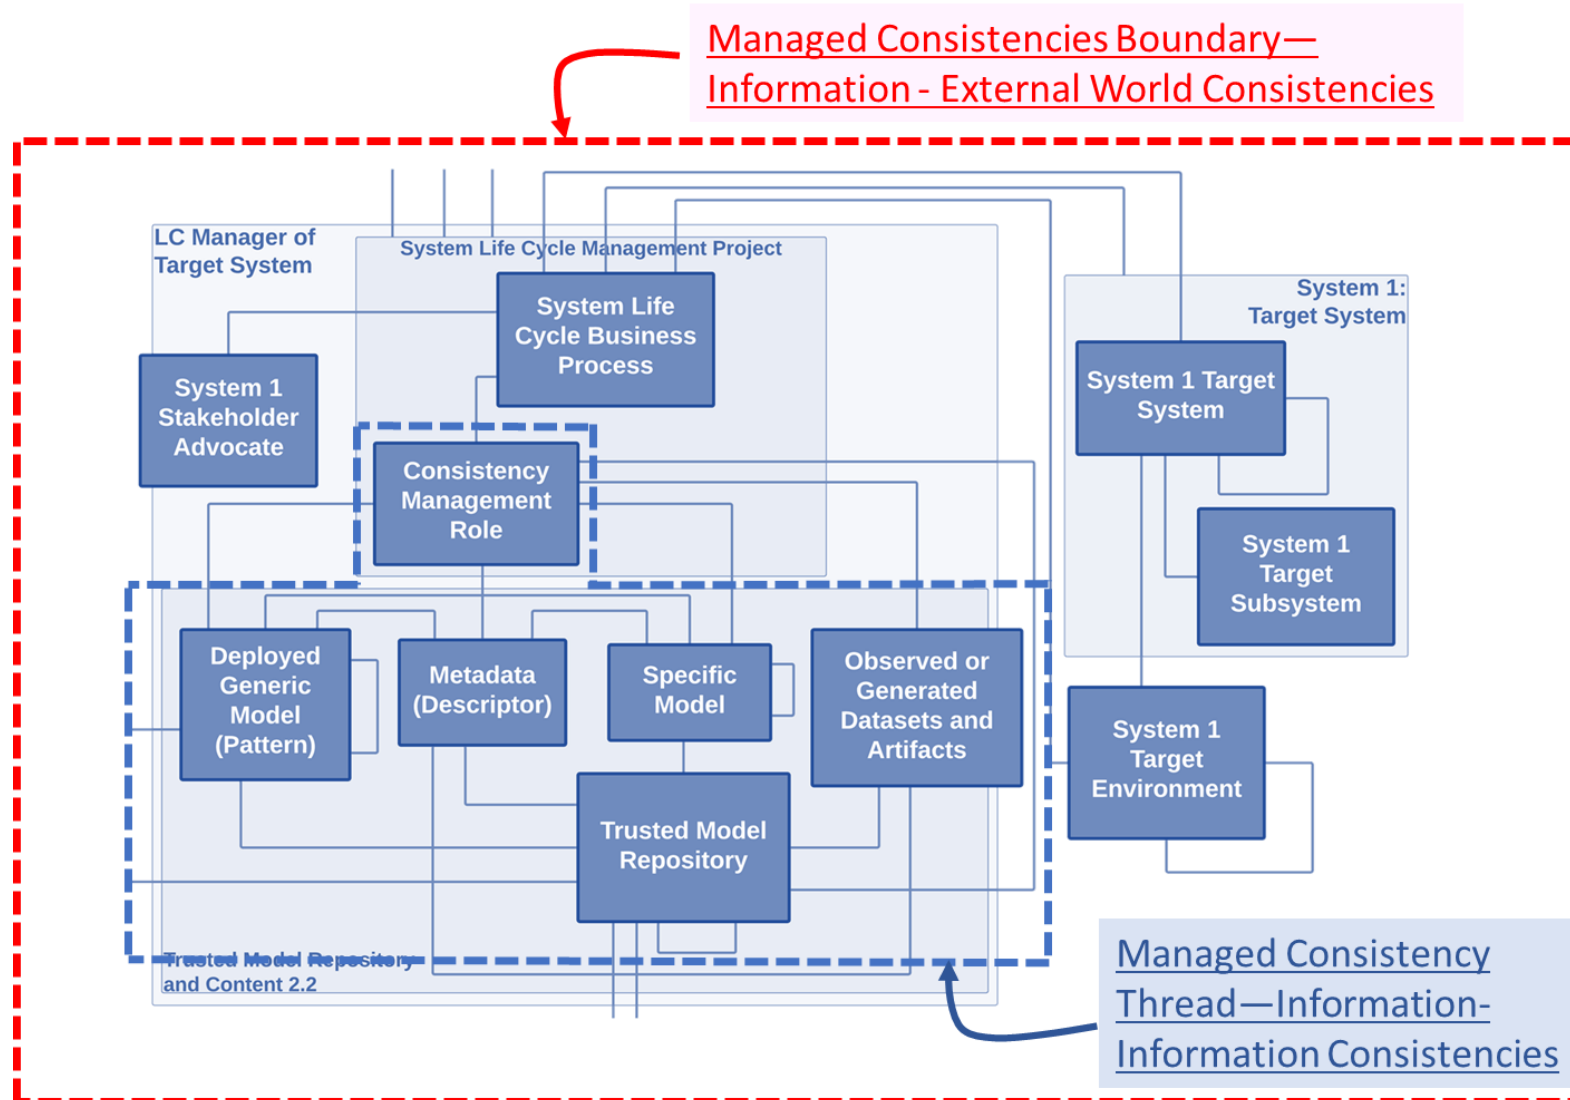 Managed Consistencies Boundary—
Information - External World Consistencies
LC Manager of
Target System
System Life Cycle Management Project
System Life
Cycle Business
Process
System 1:
Target System
System 1
Stakeholder
Advocate
System 1 Target
System
Consistency
Management
Role
System 1
Target
Subsystem
Deployed
Generic
Model
(Pattern)
Metadata
(Descriptor)
Specific
Model
Observed or
Generated
Datasets and
Artifacts
System 1
Target
Environment
Trusted Model
Repository
Trusted Model Repository
and Content 2.2
Managed Consistency
Thread—Information-
Information Consistencies